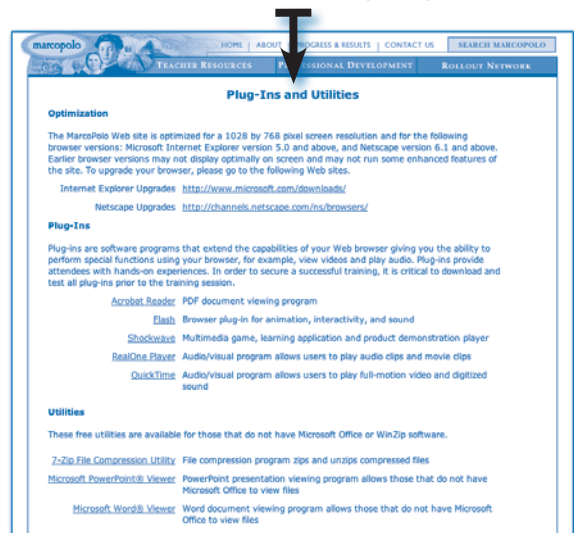 marcopolo
HOME | ABOUT | PROGRESS & RESULTS | CONTACT US
SEARCH MARCOPOLO
TEACHER RESOURCES
PROFESSIONAL DEVELOPMENT
ROLLOUT NETWORK
Plug-Ins and Utilities
Optimization
The MarcoPolo Web site is optimized for a 1028 by 768 pixel screen resolution and for the following
browser versions: Microsoft Internet Explorer version 5.0 and above, and Netscape version 6.1 and above.
Earlier browser versions may not display optimally on screen and may not run some enhanced features of
the site. To upgrade your browser, please go to the following Web sites.
Internet Explorer Upgrades http://www.microsoft.com/downloads/
Netscape Upgrades http://channels.netscape.com/ns/browsers/
Plug-Ins
Plug-ins are software programs that extend the capabilities of your Web browser giving you the ability to
perform special functions using your browser, for example, view videos and play audio. Plug-ins provide
attendees with hands-on experiences. In order to secure a successful training, it is critical to download and
test all plug-ins prior to the training session.
Acrobat Reader PDF document viewing program
Flash Browser plug-in for animation, interactivity, and sound
Shockwave Multimedia game, learning application and product demonstration player
RealOne Player Audio/visual program allows users to play audio clips and movie clips
QuickTime Audio/visual program allows users to play full-motion video and digitized
sound
Utilities
These free utilities are available for those that do not have Microsoft Office or WinZip software.
7-Zip File Compression Utility File compression program zips and unzips compressed files
Microsoft PowerPoint® Viewer PowerPoint presentation viewing program allows those that do not have
Microsoft Office to view files
Microsoft Word® Viewer Word document viewing program allows those that do not have Microsoft
Office to view files